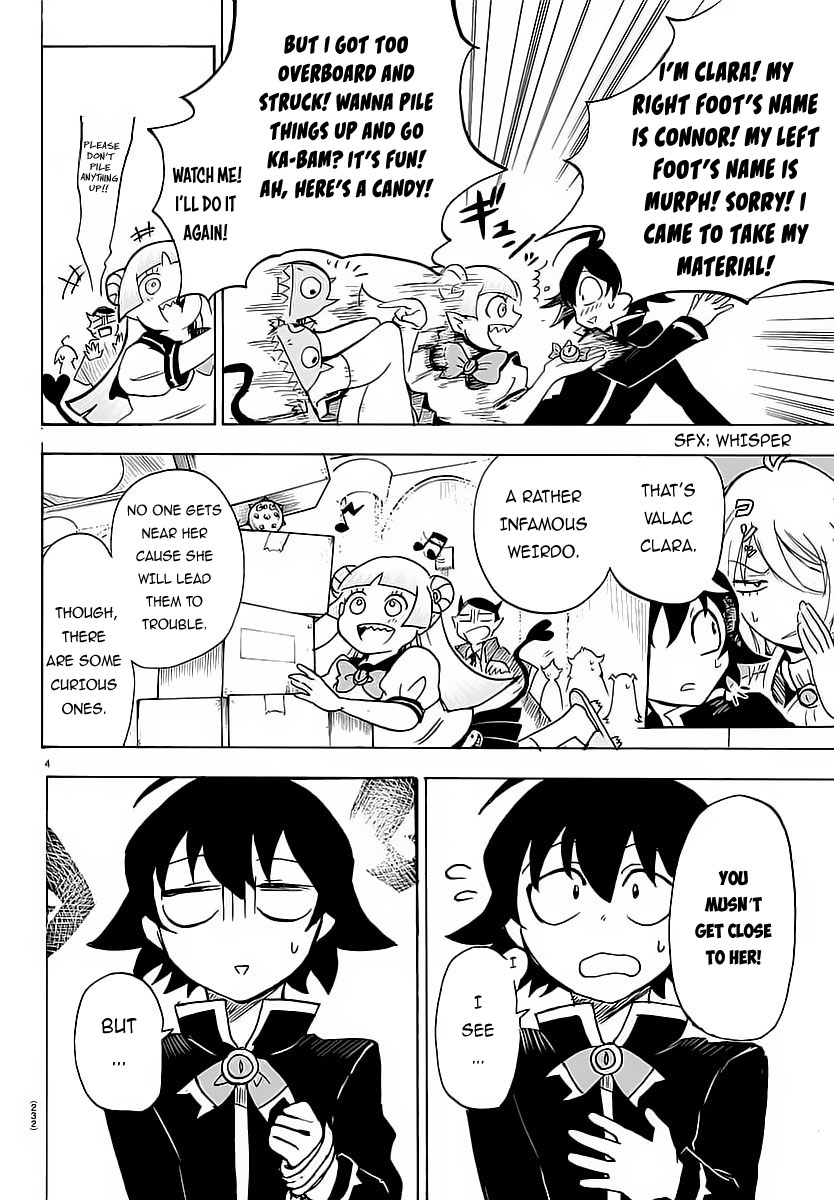 I'M CLARA! MY
RIGHT FOOT'S NAME
IS CONNOR! MY LEFT
FOOT'S NAME IS
MURPH! SORRY! I
CAME TO TAKE MY
MATERIAL!
BUT I GOT TOO
OVERBOARD AND
STRUCK! WANNA PILE
THINGS UP AND GO
KA-BAM? IT'S FUN!
AH, HERE'S A CANDY!
ギュッ
WATCH ME!
I'LL DO IT
AGAIN!
PLEASE
DON'T
PILE
ANYTHING
UP!!
SFX: WHISPER
THAT'S
VALAC
CLARA.
A RATHER
INFAMOUS
WEIRDO.
NO ONE GETS
NEAR HER
CAUSE SHE
WILL LEAD
THEM TO
TROUBLE.
THOUGH,
THERE
ARE SOME
CURIOUS
ONES.
4
YOU
MUSN'T
GET CLOSE
TO HER!
I
I
SEE
...
BUT
...
(232)